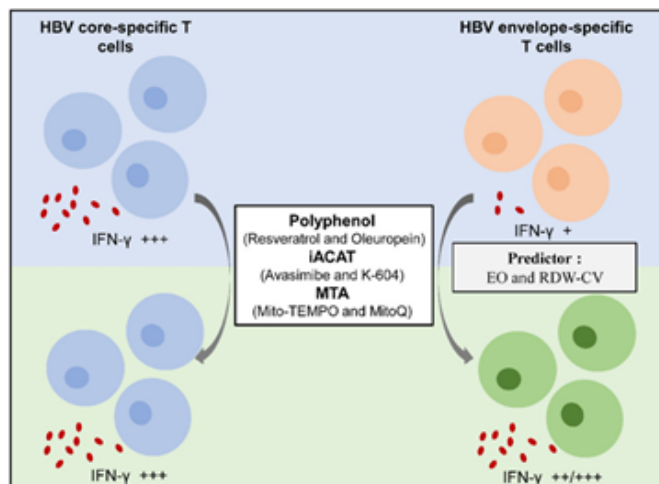 HBV core-specific T
cells
HBV envelope-specific
T cells
IFN-γ +++
IFN-γ +
Polyphenol
(Resveratrol and Oleuropein)
iACAT
(Avasimibe and K-604)
MTA
(Mito-TEMPO and MitoQ)
Predictor :
EO and RDW-CV
IFN-γ +++
IFN-γ ++/+++